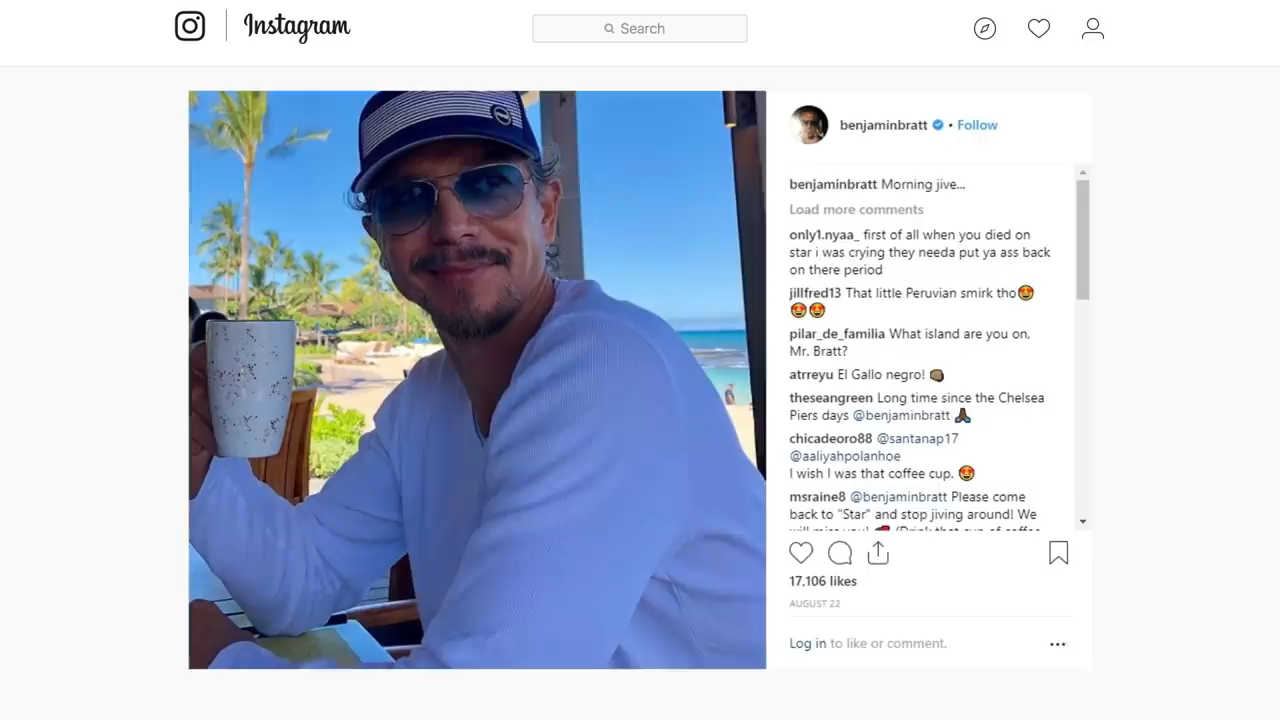 Instagram
Search
benjaminbratt • Follow
benjaminbratt Morning jive...
Load more comments
only1.nyaa_ first of all when you died on
star i was crying they needa put ya ass back
on there period
jillfred13 That little Peruvian smirk tho😍
😍😍
pilar_de_familia What island are you on,
Mr. Bratt?
atrreyu El Gallo negro! 👊🏽
theseangreen Long time since the Chelsea
Piers days @benjaminbratt 🙏🏾
chicadeoro88 @santanap17
@aaliyahpolanhoe
I wish I was that coffee cup. 😍
msraine8 @benjaminbratt Please come
back to "Star" and stop jiving around! We
17,106 likes
AUGUST 22
Log in to like or comment.